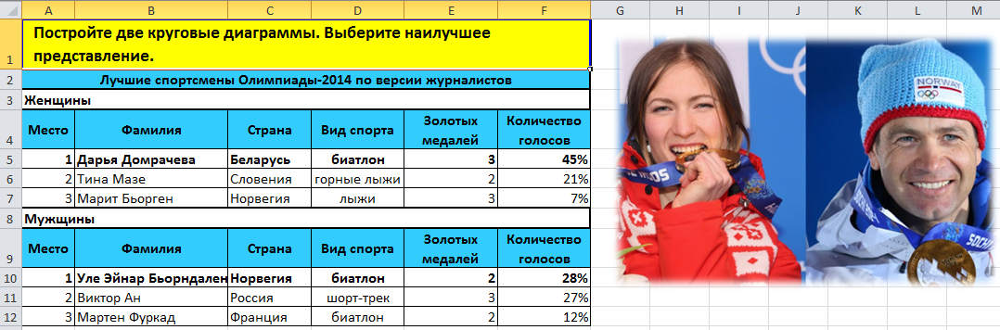 A B C D E F G H I J K L M
1 Постройте две круговые диаграммы. Выберите наилучшее
представление.
2 Лучшие спортсмены Олимпиады-2014 по версии журналистов
3 Женщины
4 Место Фамилия Страна Вид спорта Золотых медалей Количество голосов
5 1 Дарья Домрачева Беларусь биатлон 3 45%
6 2 Тина Мазе Словения горные лыжи 2 21%
7 3 Марит Бьорген Норвегия лыжи 3 7%
8 Мужщины
9 Место Фамилия Страна Вид спорта Золотых медалей Количество голосов
10 1 Уле Эйнар Бьорндален Норвегия биатлон 2 28%
11 2 Виктор Ан Россия шорт-трек 3 27%
12 3 Мартен Фуркад Франция биатлон 2 12%
NORWAY